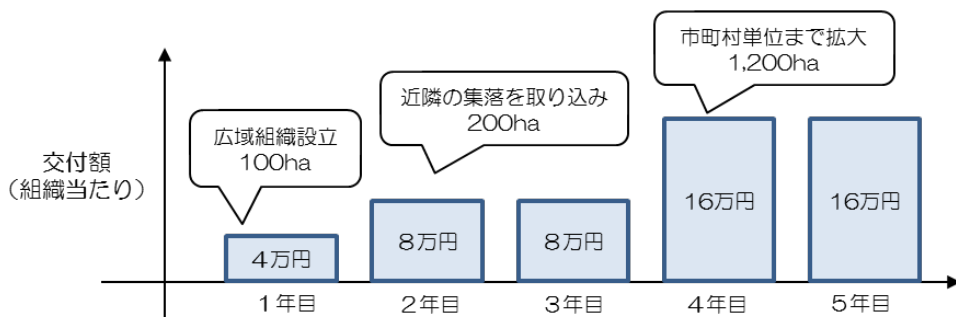 市町村単位まで拡大
1,200ha
近隣の集落を取り込み
200ha
広域組織設立
100ha
交付額
（組織当たり）
4万円
8万円
8万円
16万円
16万円
1年目
2年目
3年目
4年目
5年目